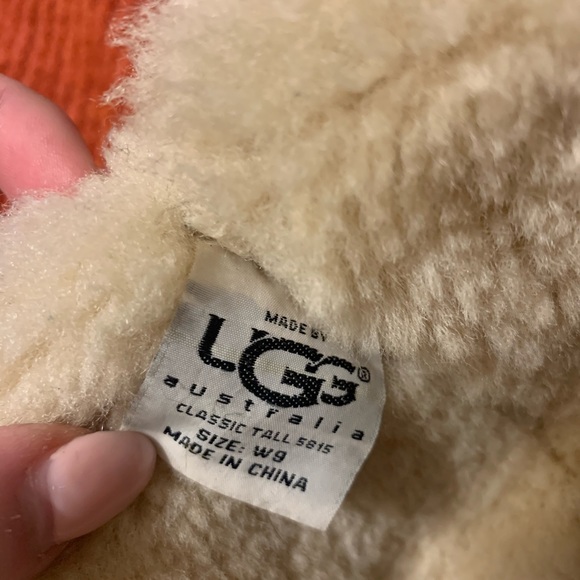 MADE BY
UGG®
australia
CLASSIC TALL 5815
SIZE: W9
MADE IN CHINA